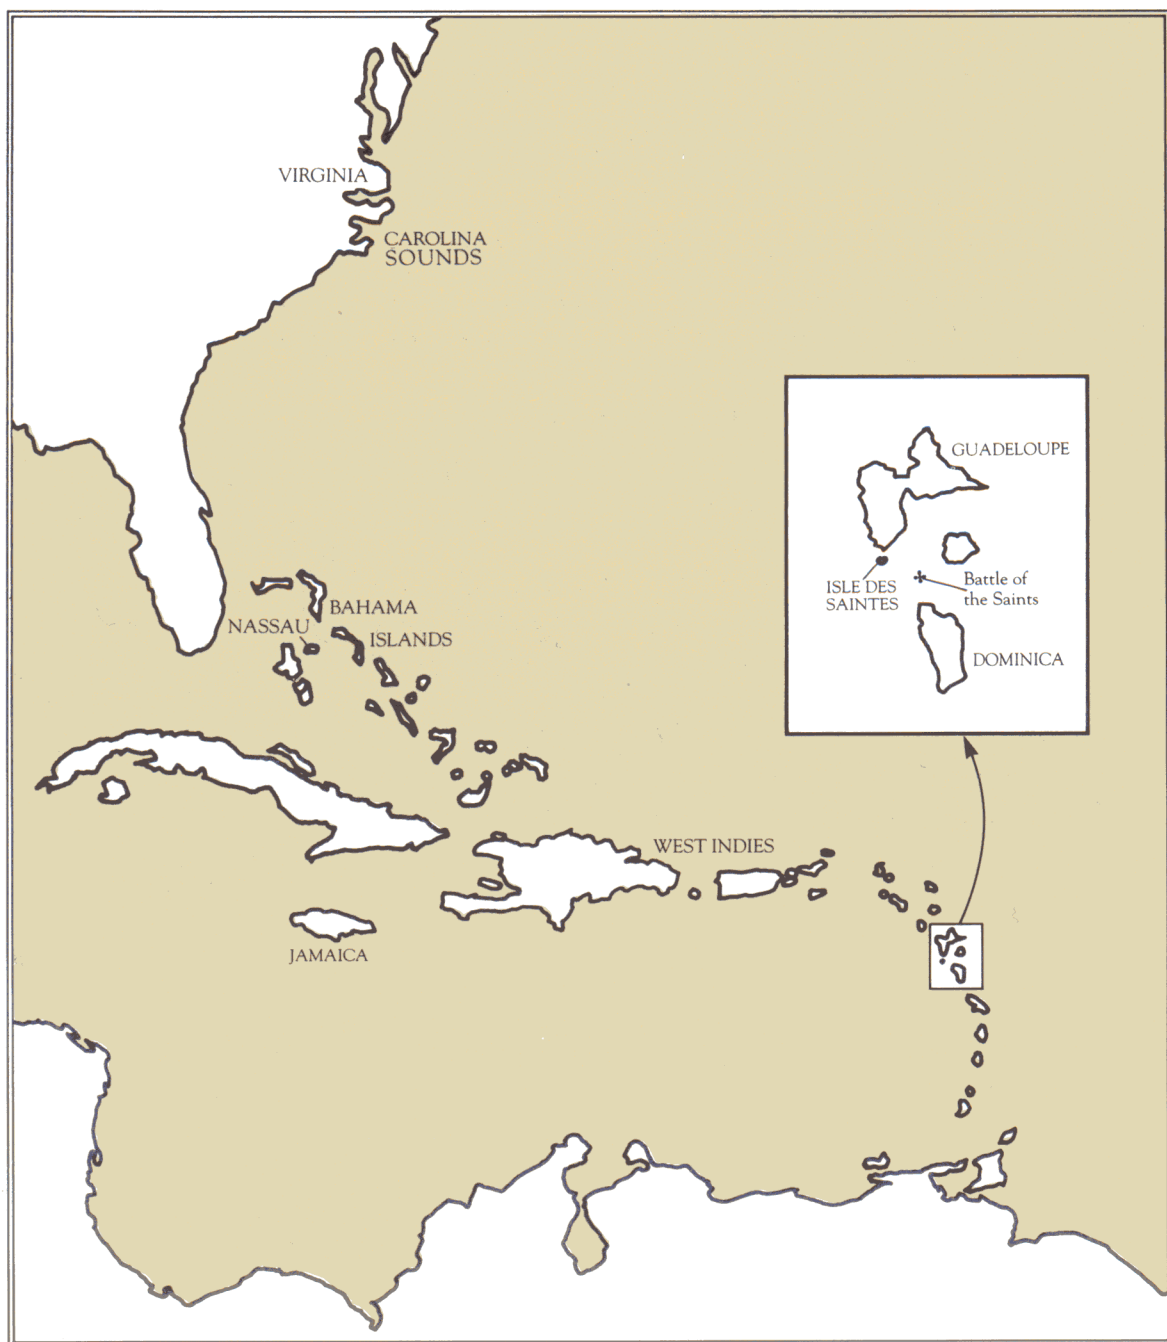 VIRGINIA
CAROLINA
SOUNDS
GUADELOUPE
ISLE DES
SAINTES
Battle of
the Saints
DOMINICA
BAHAMA
NASSAU
ISLANDS
WEST INDIES
JAMAICA